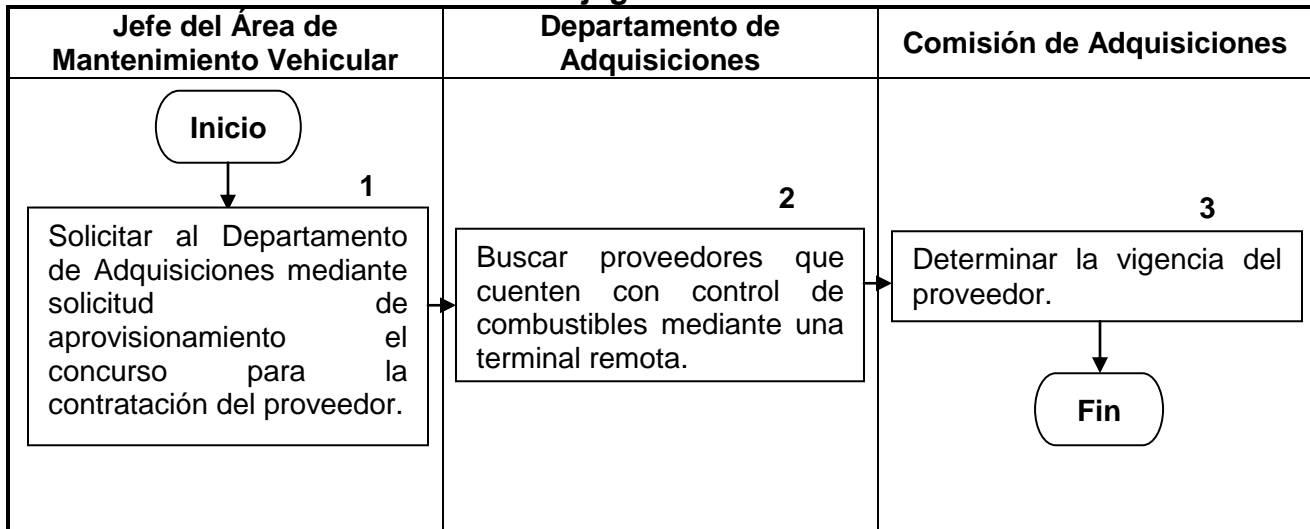 Jefe del Área de
Mantenimiento Vehicular
Departamento de
Adquisiciones
Comisión de Adquisiciones
Inicio
1
Solicitar al Departamento
de Adquisiciones mediante
solicitud de
aprovisionamiento el
concurso para la
contratación del proveedor.
2
Buscar proveedores que
cuenten con control de
combustibles mediante una
terminal remota.
3
Determinar la vigencia del
proveedor.
Fin